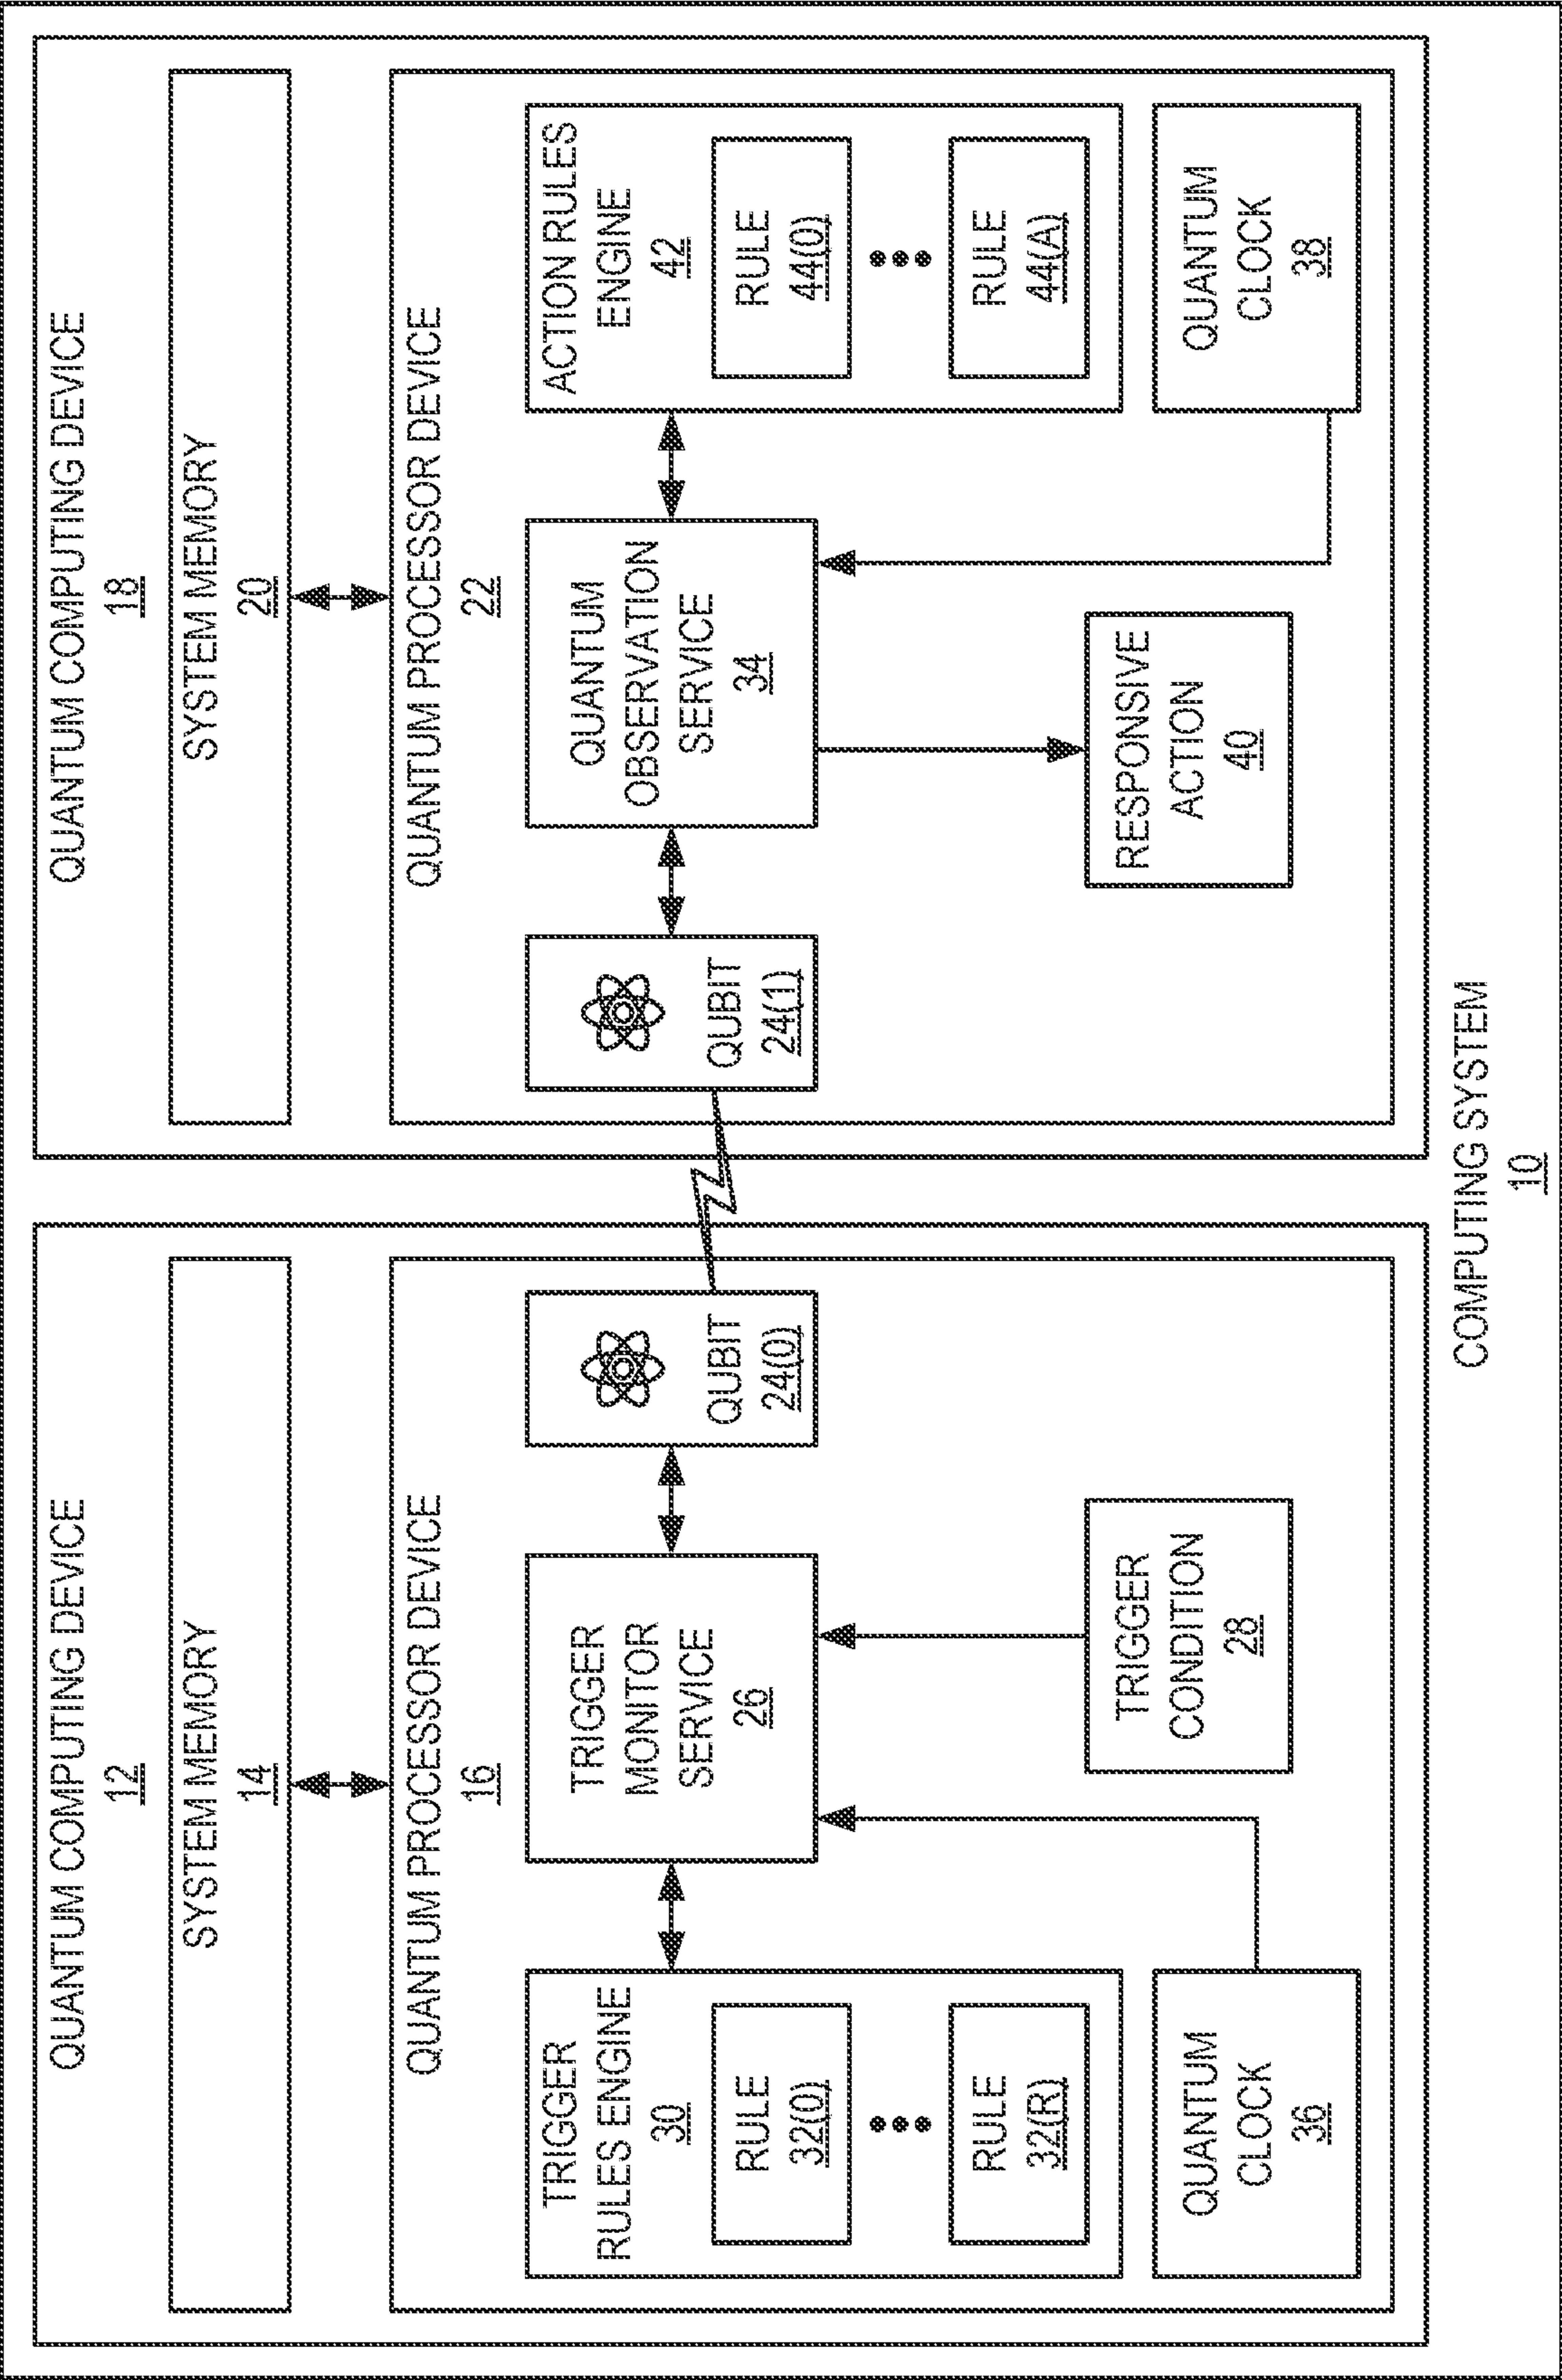 QUANTUM COMPUTING DEVICE
12
SYSTEM MEMORY
14
QUANTUM PROCESSOR DEVICE
16
TRIGGER
RULES ENGINE
30
RULE
32(0)
RULE
32(R)
QUANTUM
CLOCK
36
TRIGGER
MONITOR
SERVICE
26
TRIGGER
CONDITION
28
QUBIT
24(0)
QUANTUM COMPUTING DEVICE
18
SYSTEM MEMORY
20
QUANTUM PROCESSOR DEVICE
22
QUBIT
24(1)
QUANTUM
OBSERVATION
SERVICE
34
RESPONSIVE
ACTION
40
ACTION RULES
ENGINE
42
RULE
44(0)
RULE
44(A)
QUANTUM
CLOCK
38
COMPUTING SYSTEM
10